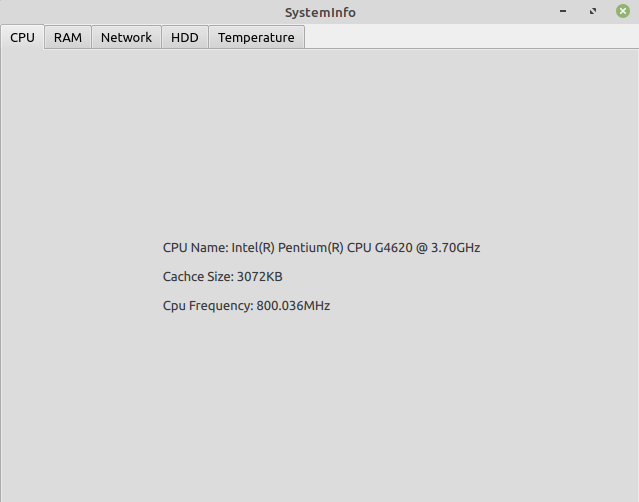 SystemInfo
CPU RAM Network HDD Temperature
CPU Name: Intel(R) Pentium(R) CPU G4620 @ 3.70GHz
Cachce Size: 3072KB
Cpu Frequency: 800.036MHz